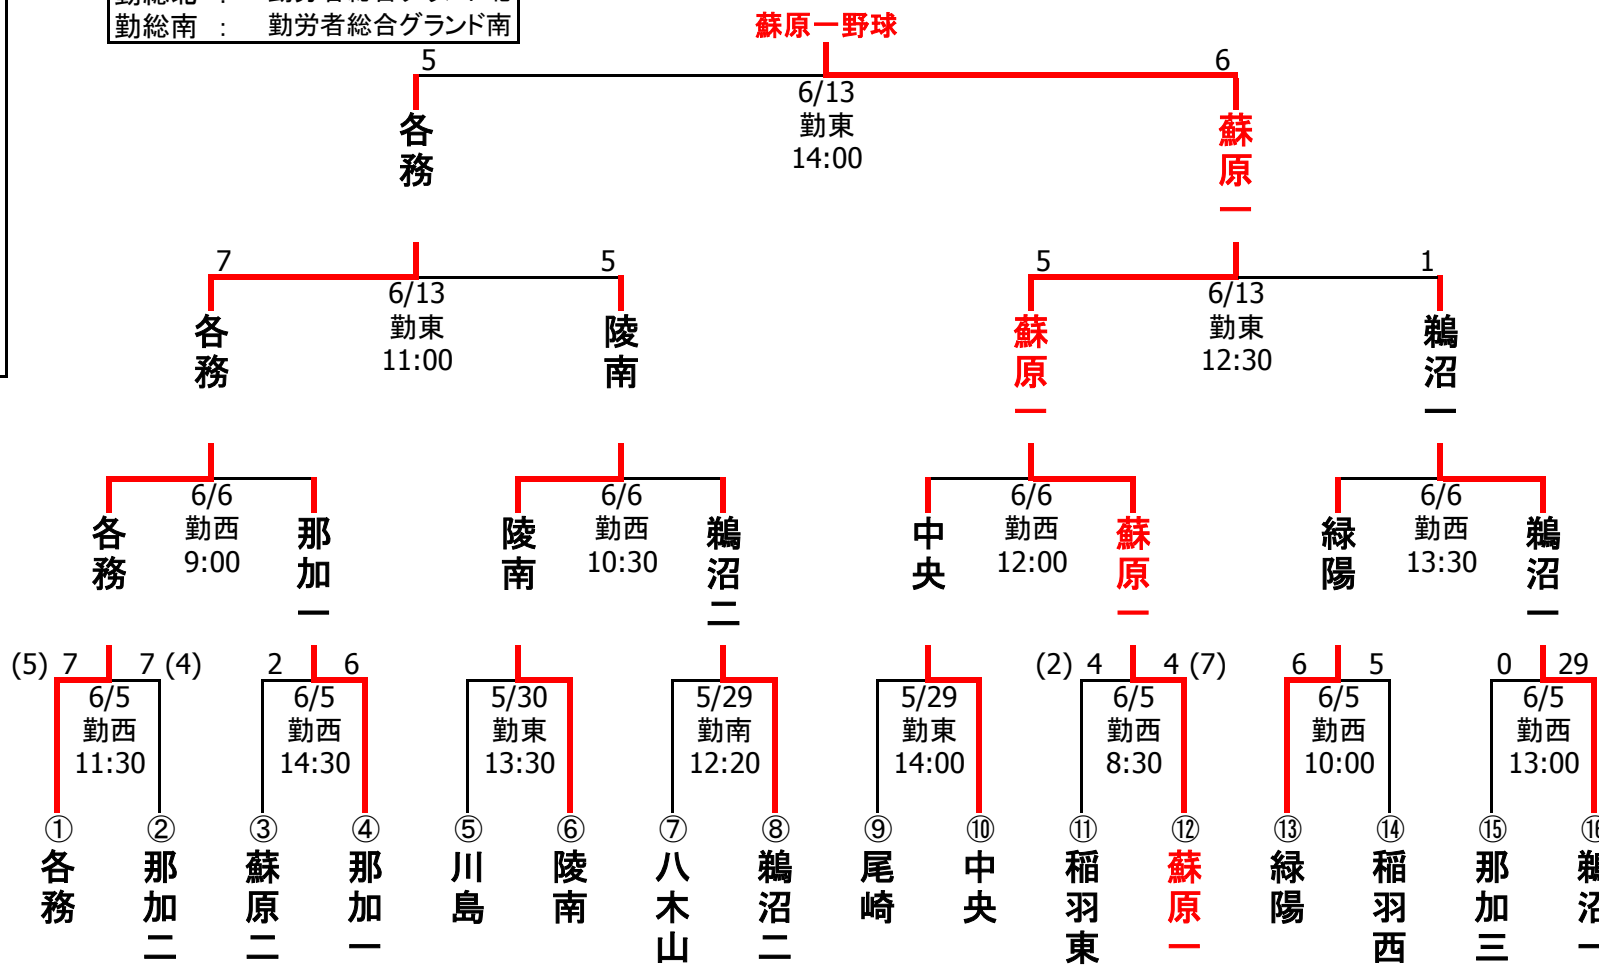 勤総南 ： 勤労者総合グランド南
蘇原一野球
5
6
6/13
勤東
14:00
各務
蘇原一
7
5
5
1
6/13
勤東
11:00
6/13
勤東
12:30
各務
陵南
蘇原一
鵜沼一
6/6
勤西
9:00
6/6
勤西
10:30
6/6
勤西
12:00
6/6
勤西
13:30
各務
那加一
陵南
鵜沼二
中央
蘇原一
緑陽
鵜沼一
(5) 7
7 (4)
2
6
(2) 4
4 (7)
6
5
0
29
6/5
勤西
11:30
6/5
勤西
14:30
5/30
勤東
13:30
5/29
勤南
12:20
5/29
勤東
14:00
6/5
勤西
8:30
6/5
勤西
10:00
6/5
勤西
13:00
①
各務
②
那加二
③
蘇原二
④
那加一
⑤
川島
⑥
陵南
⑦
八木山
⑧
鵜沼二
⑨
尾崎
⑩
中央
⑪
稲羽東
⑫
蘇原一
⑬
緑陽
⑭
稲羽西
⑮
那加三
⑯
鵜沼一